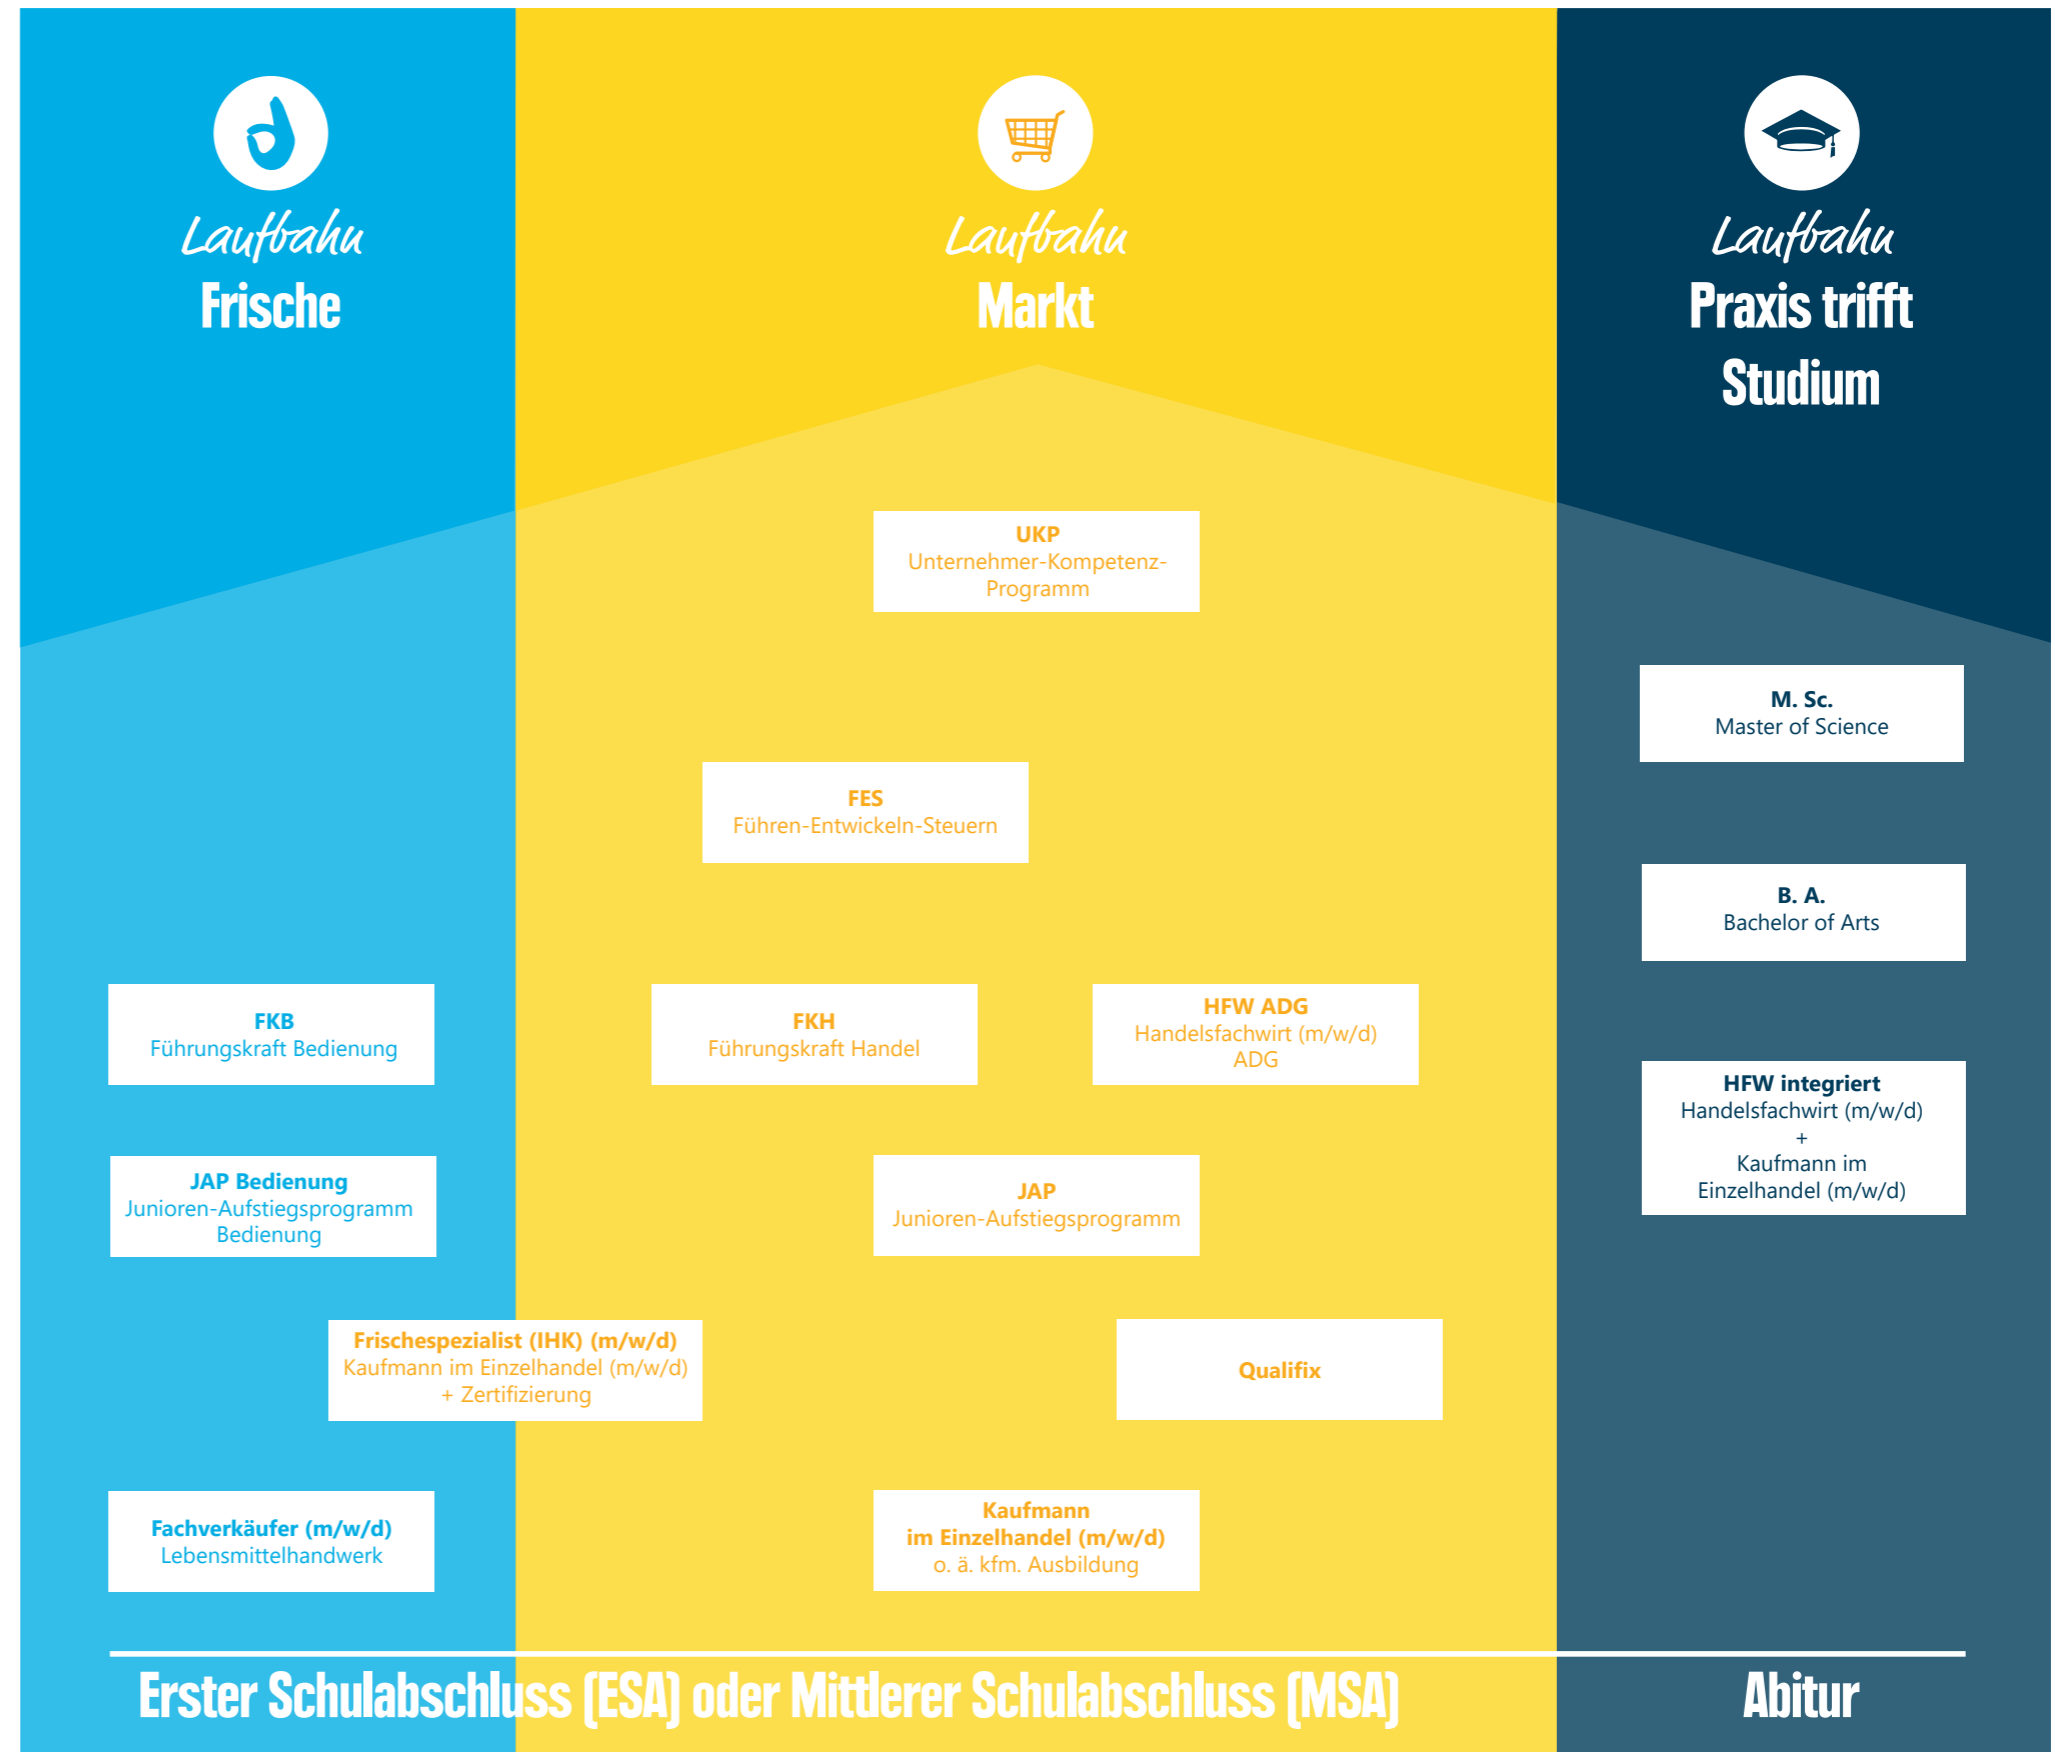 Laufbahn
Frische
Laufbahn
Markt
Laufbahn
Praxis trifft
Studium
UKP
Unternehmer-Kompetenz-
Programm
M. Sc.
Master of Science
FES
Führen-Entwickeln-Steuern
B. A.
Bachelor of Arts
FKB
Führungskraft Bedienung
FKH
Führungskraft Handel
HFW ADG
Handelsfachwirt (m/w/d)
ADG
HFW integriert
Handelsfachwirt (m/w/d)
+
Kaufmann im
Einzelhandel (m/w/d)
JAP Bedienung
Junioren-Aufstiegsprogramm
Bedienung
JAP
Junioren-Aufstiegsprogramm
Frischespezialist (IHK) (m/w/d)
Kaufmann im Einzelhandel (m/w/d)
+ Zertifizierung
Qualifix
Fachverkäufer (m/w/d)
Lebensmittelhandwerk
Kaufmann
im Einzelhandel (m/w/d)
o. ä. kfm. Ausbildung
Erster Schulabschluss (ESA) oder Mittlerer Schulabschluss (MSA)
Abitur